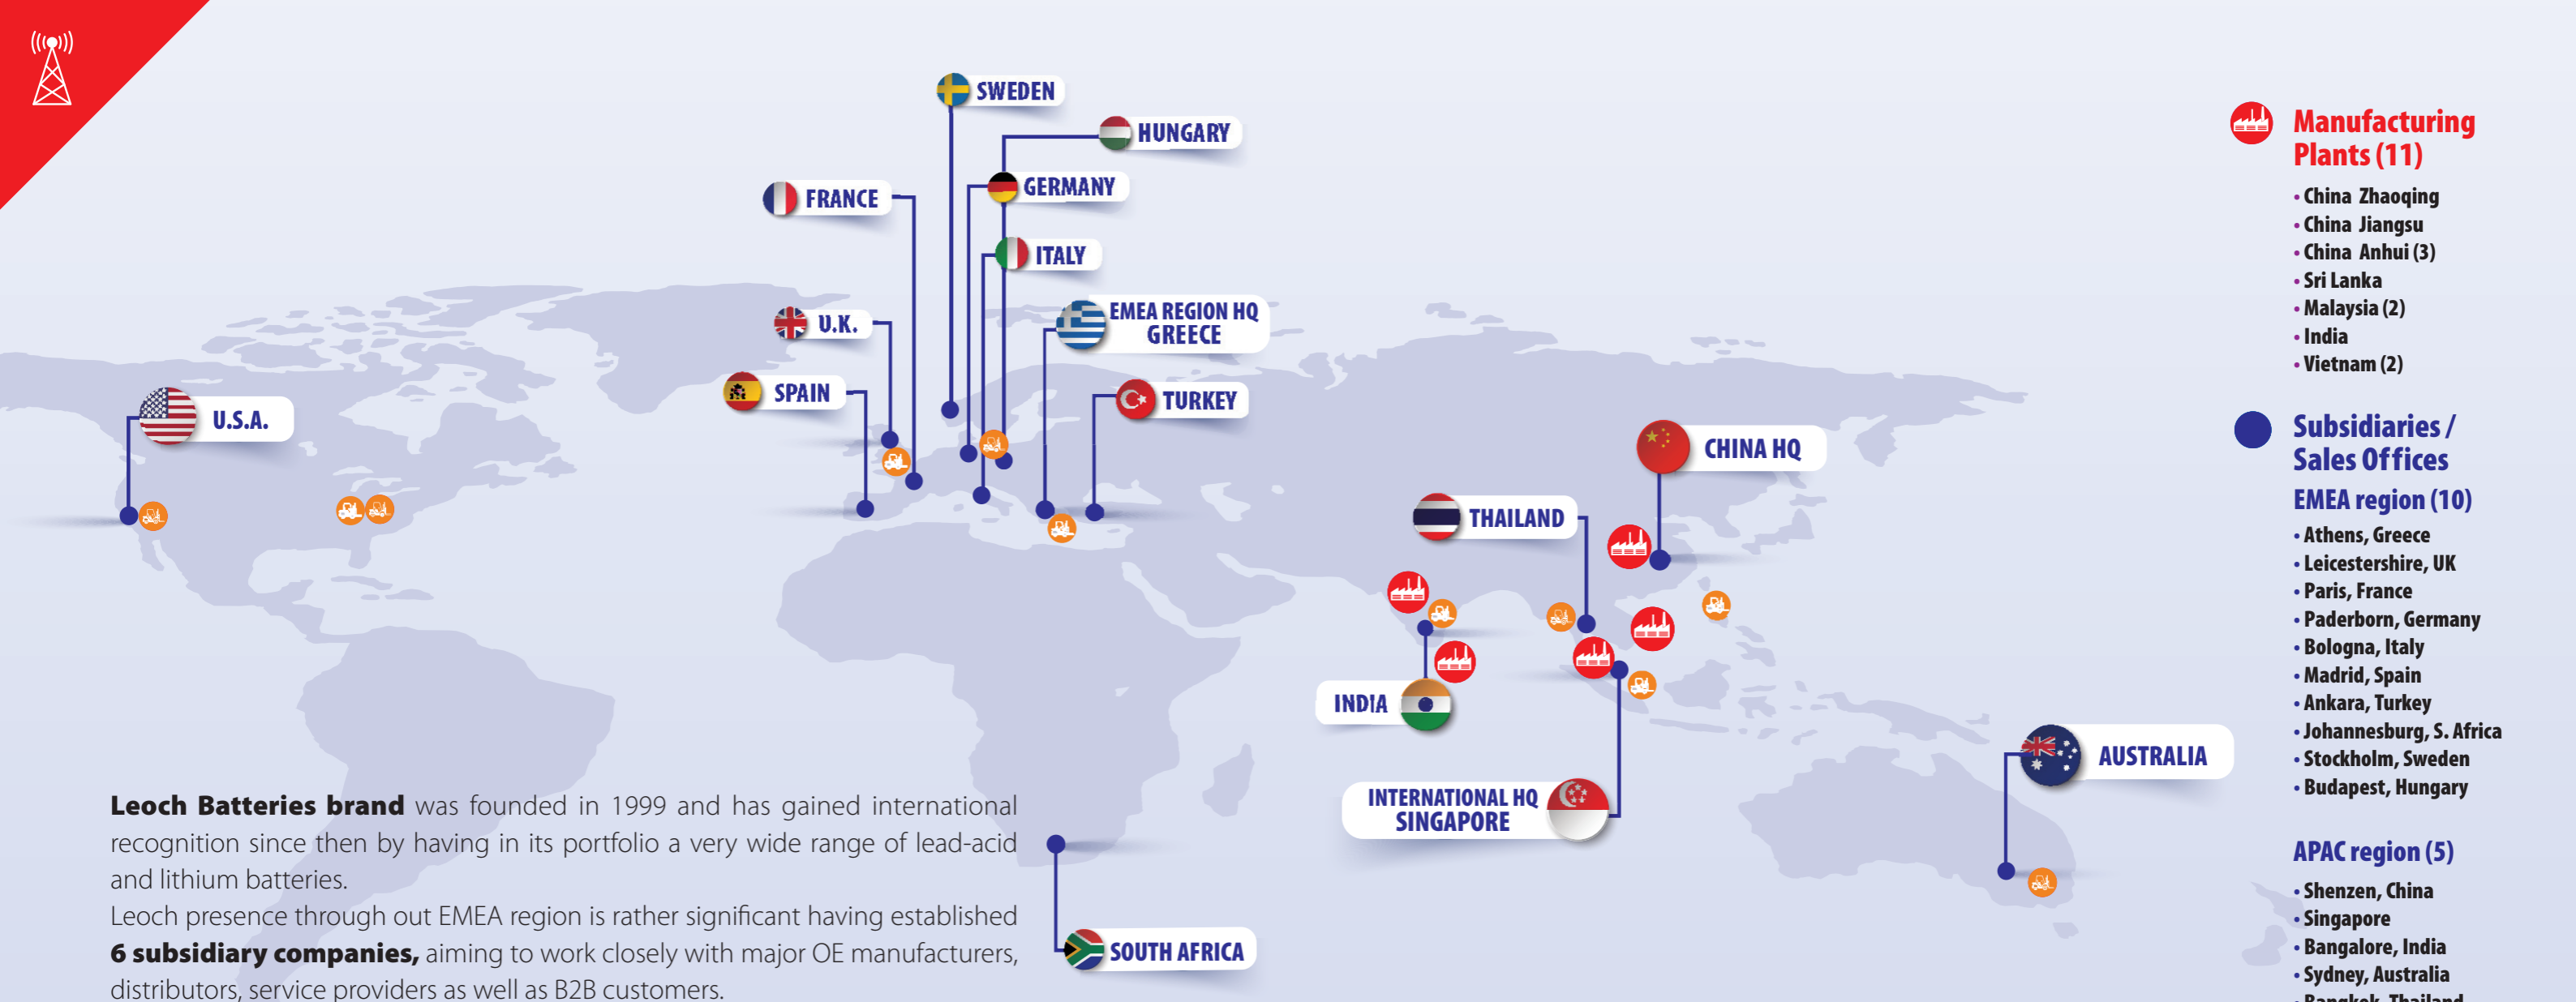 SWEDEN
HUNGARY
GERMANY
FRANCE
ITALY
EMEA REGION HQ
GREECE
U.K.
SPAIN
TURKEY
U.S.A.
CHINA HQ
THAILAND
INDIA
INTERNATIONAL HQ
SINGAPORE
AUSTRALIA
SOUTH AFRICA
Leoch Batteries brand was founded in 1999 and has gained international
recognition since then by having in its portfolio a very wide range of lead-acid
and lithium batteries.
Leoch presence through out EMEA region is rather significant having established
6 subsidiary companies, aiming to work closely with major OE manufacturers,
distributors, service providers as well as B2B customers.
Manufacturing
Plants (11)
• China Zhaoqing
• China Jiangsu
• China Anhui (3)
• Sri Lanka
• Malaysia (2)
• India
• Vietnam (2)
Subsidiaries /
Sales Offices
EMEA region (10)
• Athens, Greece
• Leicestershire, UK
• Paris, France
• Paderborn, Germany
• Bologna, Italy
• Madrid, Spain
• Ankara, Turkey
• Johannesburg, S. Africa
• Stockholm, Sweden
• Budapest, Hungary
APAC region (5)
• Shenzen, China
• Singapore
• Bangalore, India
• Sydney, Australia
• Bangkok, Thailand